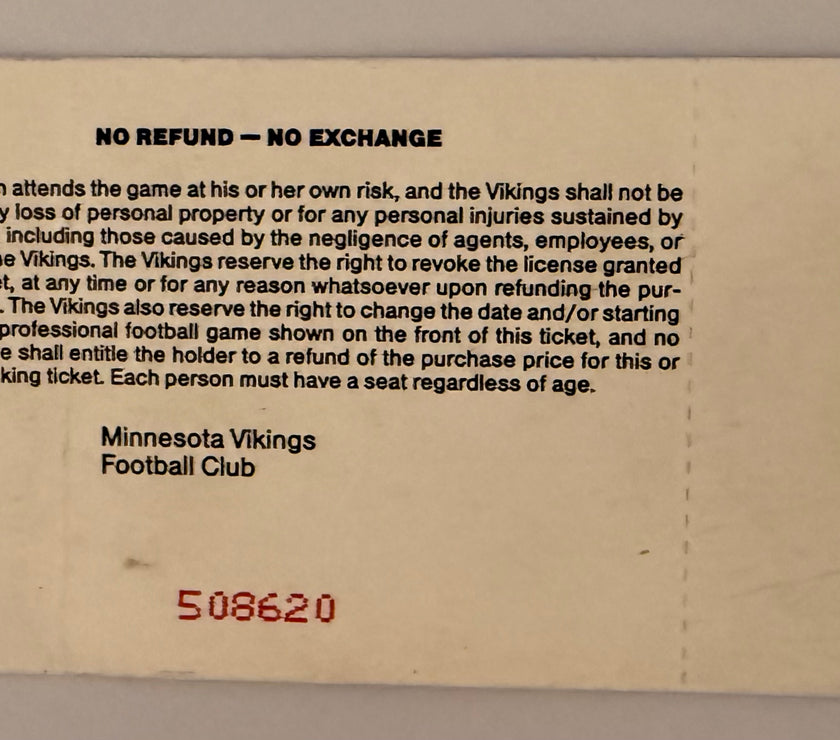 NO REFUND — NO EXCHANGE
attends the game at his or her own risk, and the Vikings shall not be
loss of personal property or for any personal injuries sustained by
including those caused by the negligence of agents, employees, or
Vikings. The Vikings reserve the right to revoke the license granted
at any time or for any reason whatsoever upon refunding the pur-
. The Vikings also reserve the right to change the date and/or starting
professional football game shown on the front of this ticket, and no
shall entitle the holder to a refund of the purchase price for this or
king ticket. Each person must have a seat regardless of age.
Minnesota Vikings
Football Club
508620